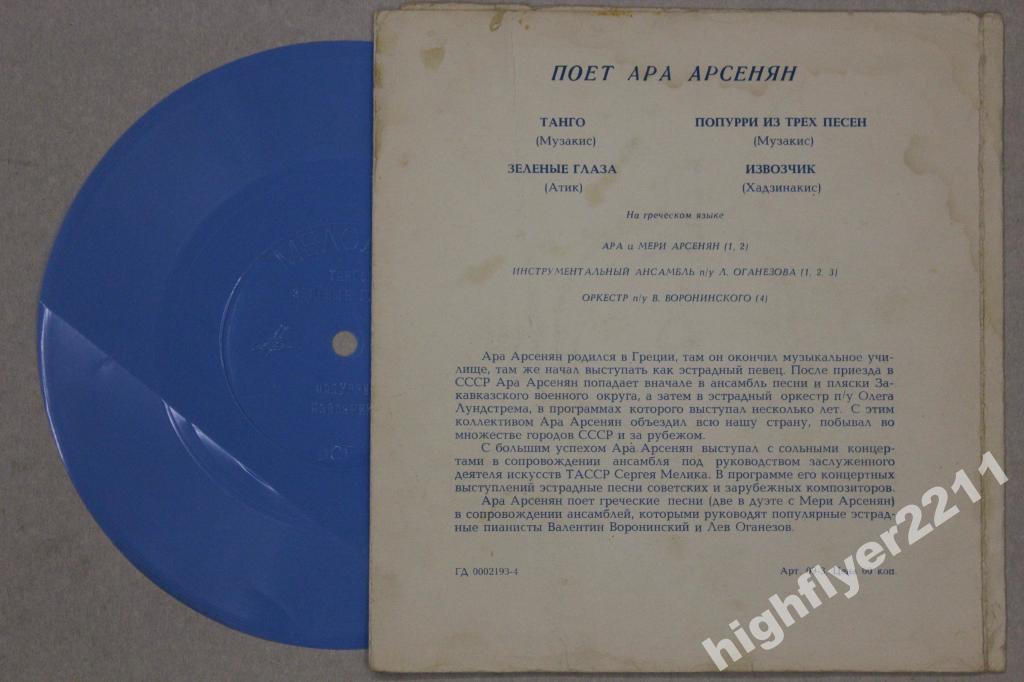 ПОЕТ АРА АРСЕНЯН
ТАНГО
(Музакис)
ПОПУРРИ ИЗ ТРЕХ ПЕСЕН
(Музакис)
ЗЕЛЕНЫЕ ГЛАЗА
(Атик)
ИЗВОЗЧИК
(Хадзинакис)
На греческом языке
АРА и МЕРИ АРСЕНЯН (1, 2)
ИНСТРУМЕНТАЛЬНЫЙ АНСАМБЛЬ п/у Л. ОГАНЕЗОВА (1, 2, 3)
ОРКЕСТР п/у В. ВОРОНИНСКОГО (4)
Ара Арсенян родился в Греции, там он окончил музыкальное учи-
лище, там же начал выступать как эстрадный певец. После приезда в
СССР Ара Арсенян попадает вначале в ансамбль песни и пляски За-
кавказского военного округа, а затем в эстрадный оркестр п/у Олега
Лундстрема, в программах которого выступал несколько лет. С этим
коллективом Ара Арсенян объездил всю нашу страну, побывал во
множестве городов СССР и за рубежом.
С большим успехом Ара Арсенян выступал с сольными концер-
тами в сопровождении ансамбля под руководством заслуженного
деятеля искусств ТАССР Сергея Мелика. В программе его концертных
выступлений эстрадные песни советских и зарубежных композиторов.
Ара Арсенян поет греческие песни (две в дуэте с Мери Арсенян)
в сопровождении ансамблей, которыми руководят популярные эстрад-
ные пианисты Валентин Воронинский и Лев Оганезов.
ГД 0002193-4
Арт. Цена 60 коп.
highflyer2211